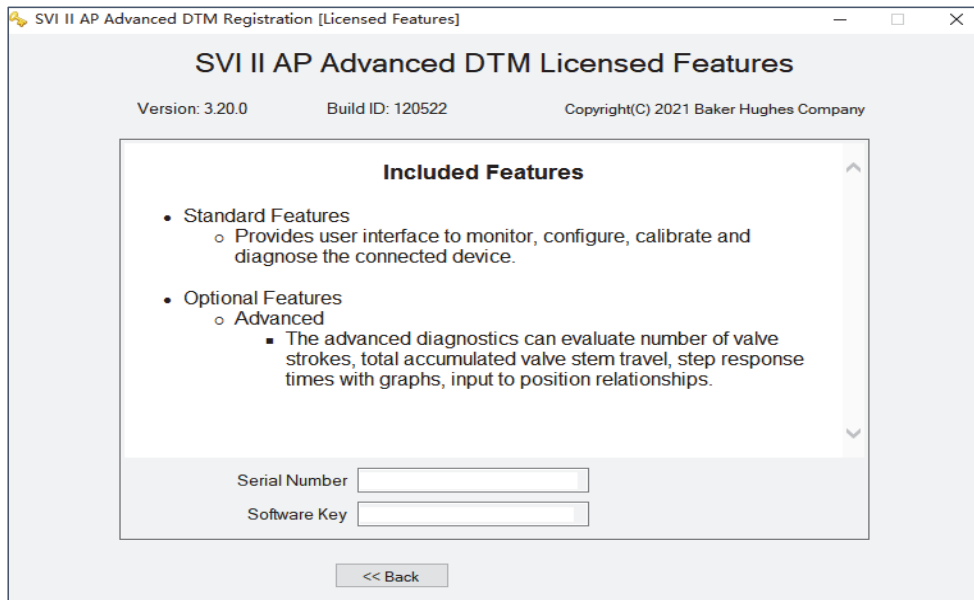 SVI II AP Advanced DTM Registration [Licensed Features]
SVI II AP Advanced DTM Licensed Features
Version: 3.20.0 Build ID: 120522 Copyright(C) 2021 Baker Hughes Company
Included Features
Standard Features
Provides user interface to monitor, configure, calibrate and
diagnose the connected device.
Optional Features
Advanced
The advanced diagnostics can evaluate number of valve
strokes, total accumulated valve stem travel, step response
times with graphs, input to position relationships.
Serial Number
Software Key
<< Back